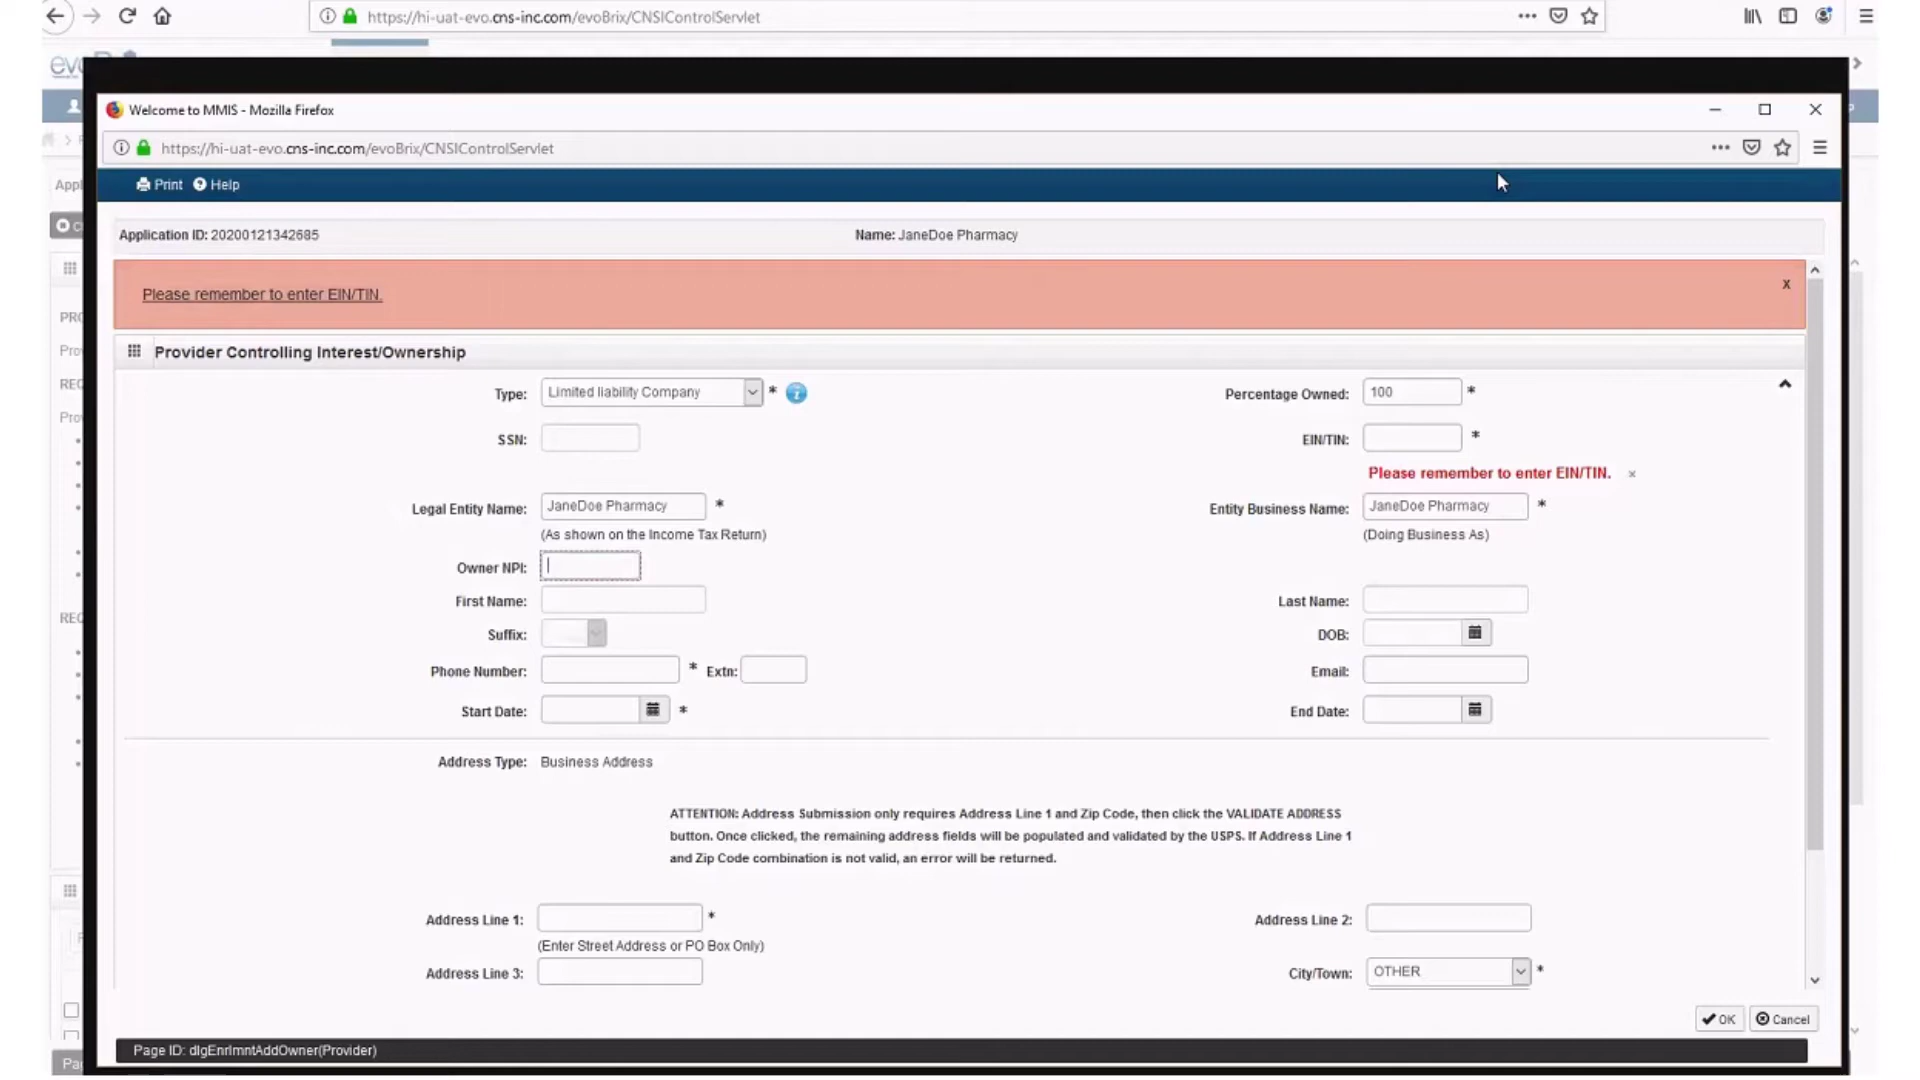 https://hi-uat-evo.cns-inc.com/evoBrix/CNSIControlServlet
Welcome to MMIS - Mozilla Firefox
https://hi-uat-evo.cns-inc.com/evoBrix/CNSIControlServlet
Print Help
Application ID: 20200121342685 Name: JaneDoe Pharmacy
Please remember to enter EIN/TIN. x
Provider Controlling Interest/Ownership
Type: Limited liability Company * Percentage Owned: 100 *
SSN: EIN/TIN: *
Please remember to enter EIN/TIN. ×
Legal Entity Name: JaneDoe Pharmacy * Entity Business Name: JaneDoe Pharmacy *
(As shown on the Income Tax Return) (Doing Business As)
Owner NPI:
First Name: Last Name:
Suffix: DOB:
Phone Number: * Extn: Email:
Start Date: * End Date:
Address Type: Business Address
ATTENTION: Address Submission only requires Address Line 1 and Zip Code, then click the VALIDATE ADDRESS
button. Once clicked, the remaining address fields will be populated and validated by the USPS. If Address Line 1
and Zip Code combination is not valid, an error will be returned.
Address Line 1: * Address Line 2:
(Enter Street Address or PO Box Only)
Address Line 3: City/Town: OTHER *
OK Cancel
Page ID: dlgEnrlmntAddOwner(Provider)